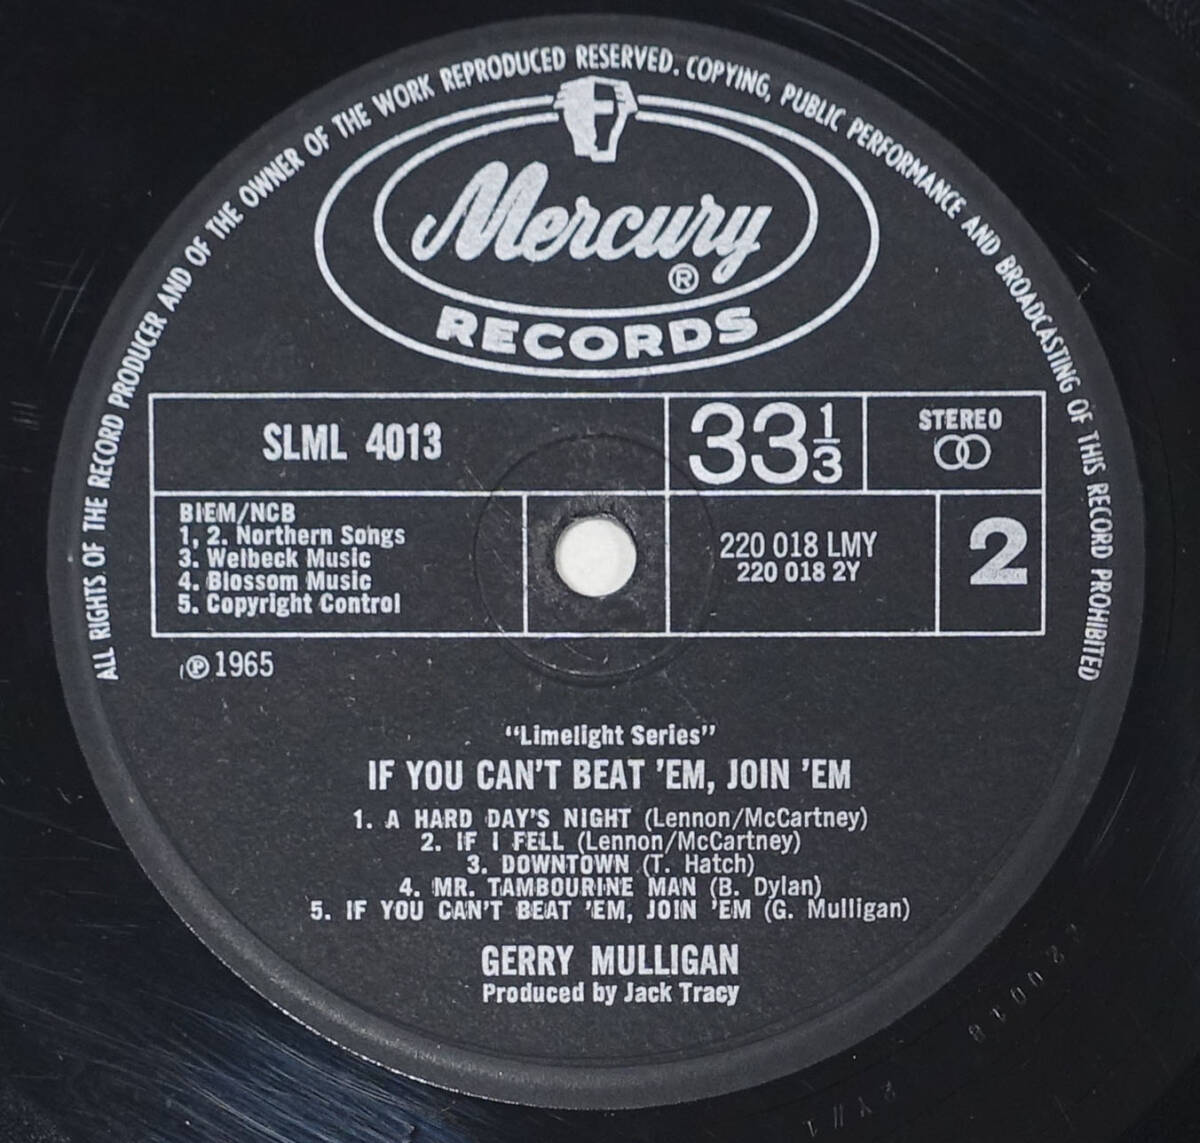 ALL RIGHTS OF THE RECORD PRODUCER AND OF THE OWNER OF THE WORK REPRODUCED RESERVED. COPYING, PUBLIC PERFORMANCE AND BROADCASTING OF THIS RECORD PROHIBITED
Mercury
®
RECORDS
SLML 4013
33 1/3
STEREO
BIEM/NCB
1, 2. Northern Songs
3. Welbeck Music
4. Blossom Music
5. Copyright Control
220 018 LMY
220 018 2Y
2
℗ 1965
"Limelight Series"
IF YOU CAN'T BEAT 'EM, JOIN 'EM
1. A HARD DAY'S NIGHT (Lennon/McCartney)
2. IF I FELL (Lennon/McCartney)
3. DOWNTOWN (T. Hatch)
4. MR. TAMBOURINE MAN (B. Dylan)
5. IF YOU CAN'T BEAT 'EM, JOIN 'EM (G. Mulligan)
GERRY MULLIGAN
Produced by Jack Tracy